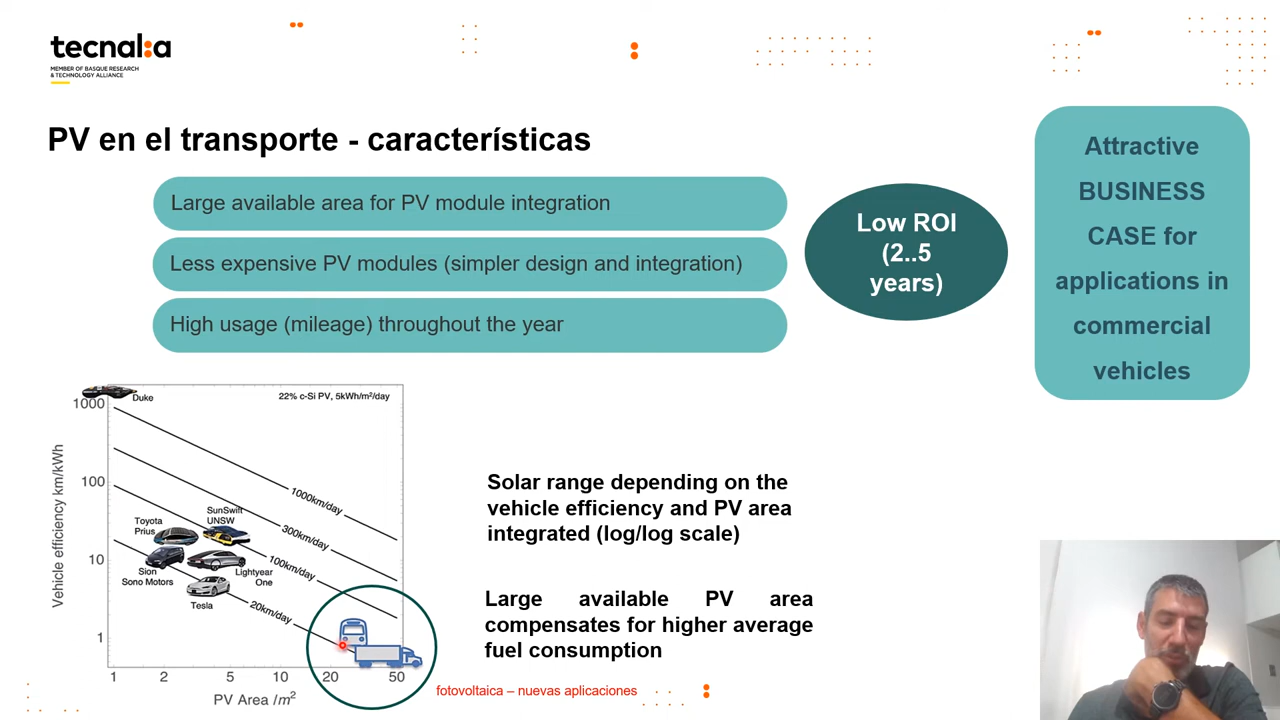 tecnal:a
MEMBER OF BASQUE RESEARCH
& TECHNOLOGY ALLIANCE
PV en el transporte - características
Large available area for PV module integration
Less expensive PV modules (simpler design and integration)
High usage (mileage) throughout the year
Low ROI
(2..5
years)
Attractive
BUSINESS
CASE for
applications in
commercial
vehicles
Duke
22% c-Si PV, 5kWh/m²/day
1000
100
10
1
Vehicle efficiency km/kWh
1000km/day
300km/day
100km/day
20km/day
Toyota
Prius
SunSwift
UNSW
Sion
Sono Motors
Lightyear
One
Tesla
1 2 5 10 20 50
PV Area /m²
Solar range depending on the
vehicle efficiency and PV area
integrated (log/log scale)
Large available PV area
compensates for higher average
fuel consumption
fotovoltaica – nuevas aplicaciones